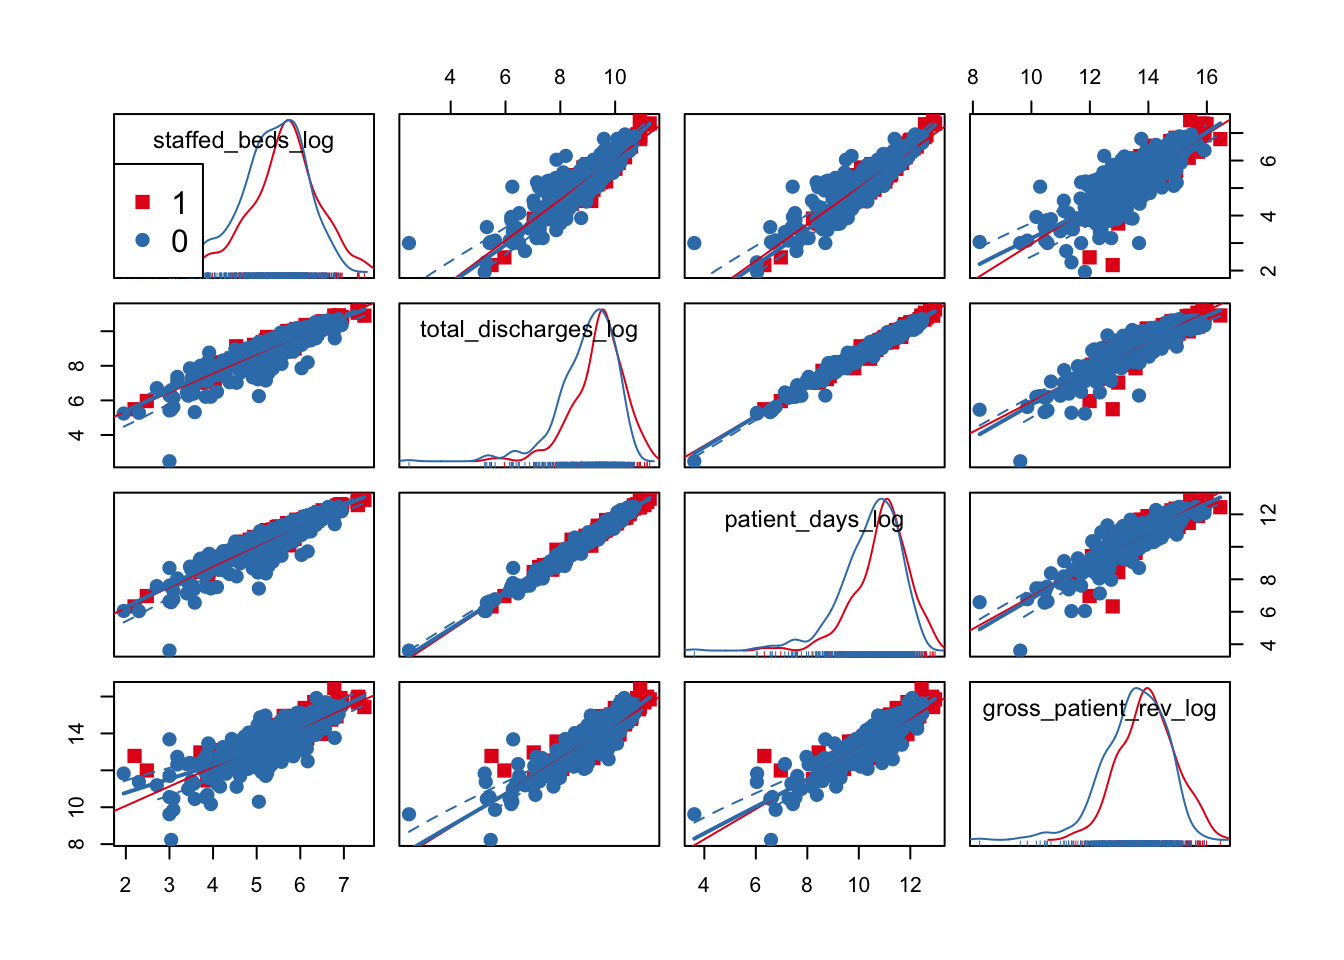 4 6 8 10
8 10 12 14 16
staffed_beds_log
1
0
2 4 6
total_discharges_log
4 6 8
patient_days_log
4 6 8 12
gross_patient_rev_log
8 10 14
2 3 4 5 6 7
4 6 8 10 12